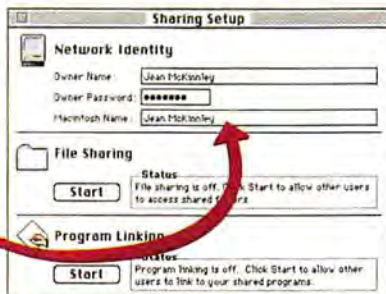 Sharing Setup
Network Identity
Owner Name: Jean McKinnley
Owner Password: •••••••
Macintosh Name: Jean McKinnley
File Sharing
Status
Start
File sharing is off. Click Start to allow other users
to access shared folders
Program Linking
Status
Start
Program linking is off. Click Start to allow other
users to link to your shared programs.